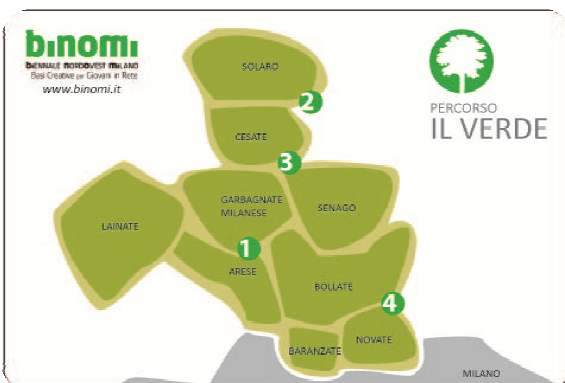 binomi
BIENNALE NORDOVEST MILANO
Basi Creative per Giovani in Rete
www.binomi.it
PERCORSO
IL VERDE
SOLARO
2
CESATE
3
GARBAGNATE
MILANESE
SENAGO
LAINATE
1
ARESE
BOLLATE
4
BARANZATE
NOVATE
MILANO